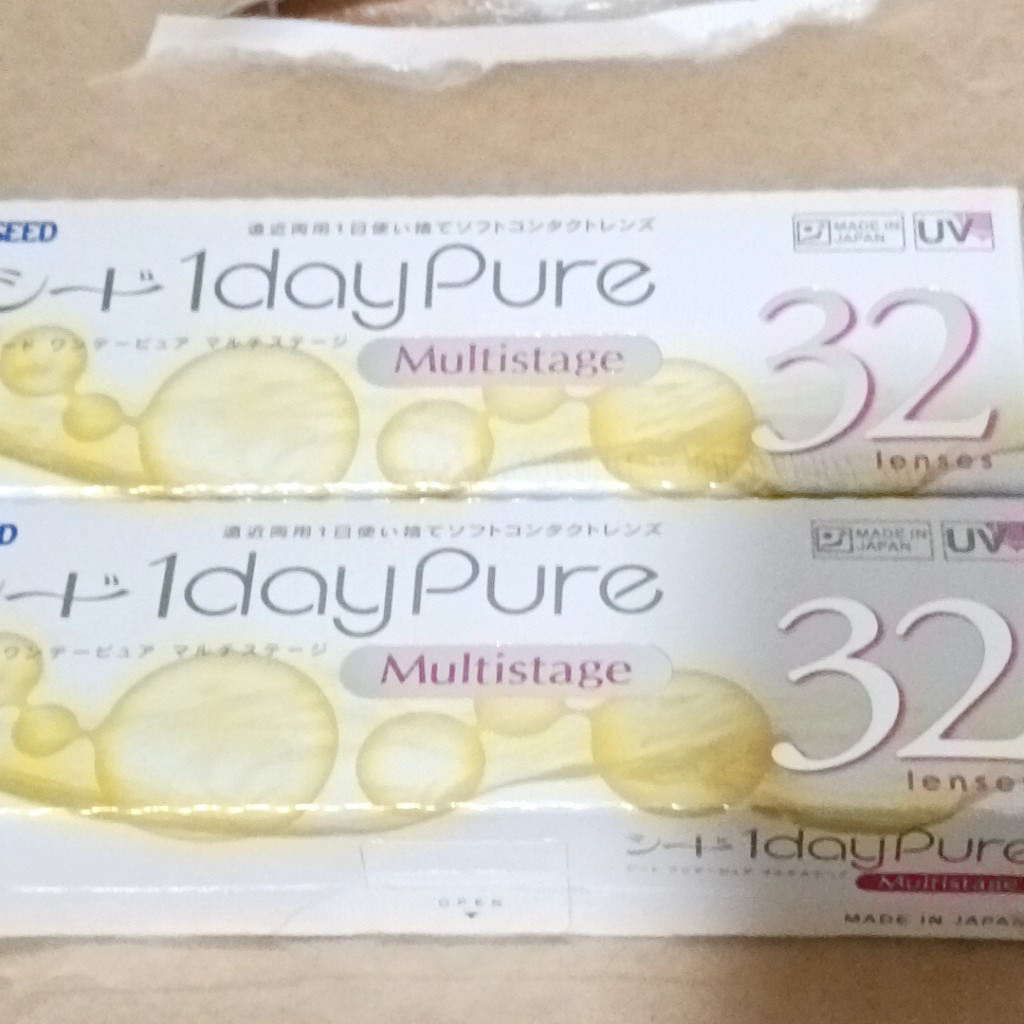 SEED
遠近両用1日使い捨てソフトコンタクトレンズ
MADE IN JAPAN
UV
シード 1dayPure
ワンデーピュア マルチステージ
Multistage
32
lenses
遠近両用1日使い捨てソフトコンタクトレンズ
MADE IN JAPAN
UV
ード 1dayPure
ワンデーピュア マルチステージ
Multistage
32
lense
シード 1dayPure
Multistage
OPEN
MADE IN JAPAN